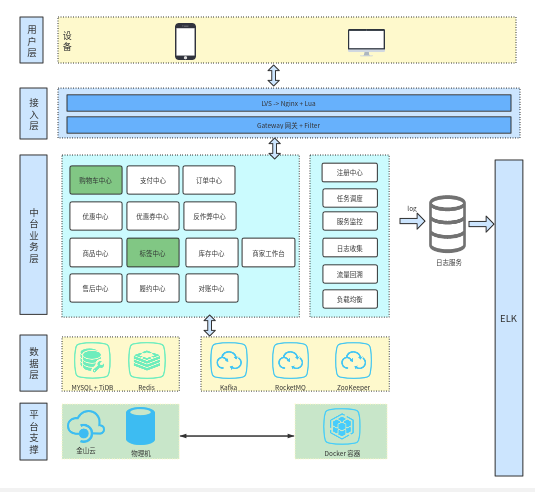 用户层
设备
接入层
LVS -> Nginx + Lua
Gateway 网关 + Filter
中台业务层
购物车中心
支付中心
订单中心
优惠中心
优惠券中心
反作弊中心
商品中心
标签中心
库存中心
商家工作台
售后中心
履约中心
对账中心
注册中心
任务调度
服务监控
日志收集
流量回溯
负载均衡
log
日志服务
ELK
数据层
MYSQL + TiDB
Redis
Kafka
RocketMQ
ZooKeeper
平台支撑
金山云
物理机
Docker 容器